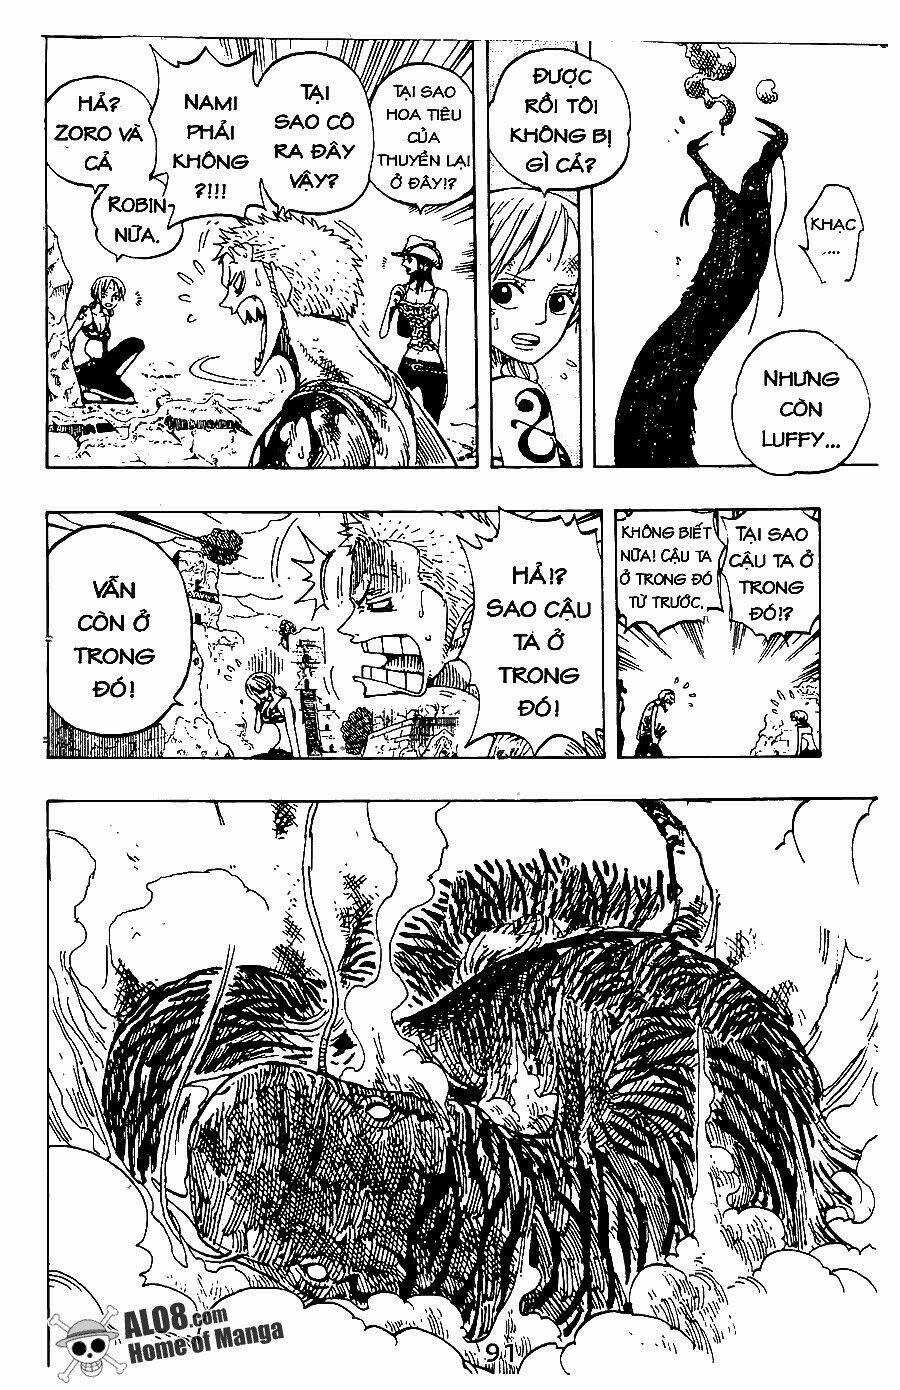 KHẠC
....
NHƯNG
CÒN
LUFFY...
ĐƯỢC
RỒI TÔI
KHÔNG BỊ
GÌ CẢ?
TẠI SAO
HOA TIÊU
CỦA
THUYỀN LẠI
Ở ĐÂY!?
TẠI
SAO CÔ
RA ĐÂY
VẬY?
NAMI
PHẢI
KHÔNG
?!!!
HẢ?
ZORO VÀ
CẢ
ROBIN
NỮA.
TẠI SAO
CẬU TA Ở
TRONG
ĐÓ!?
KHÔNG BIẾT
NỮA! CẬU TA
Ở TRONG ĐÓ
TỪ TRƯỚC.
HẢ!?
SAO CẬU
TA Ở
TRONG
ĐÓ!
VẪN
CÒN Ở
TRONG
ĐÓ!
ALO8.com
Home of Manga
91